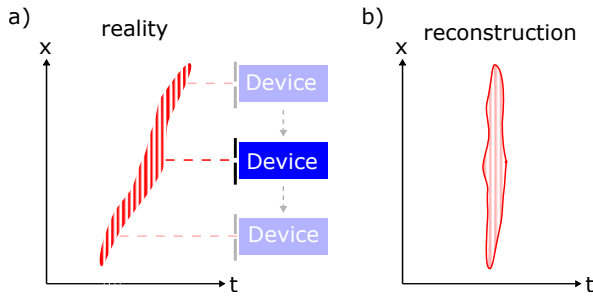 a)
reality
x
Device
Device
Device
t
b)
reconstruction
x
t